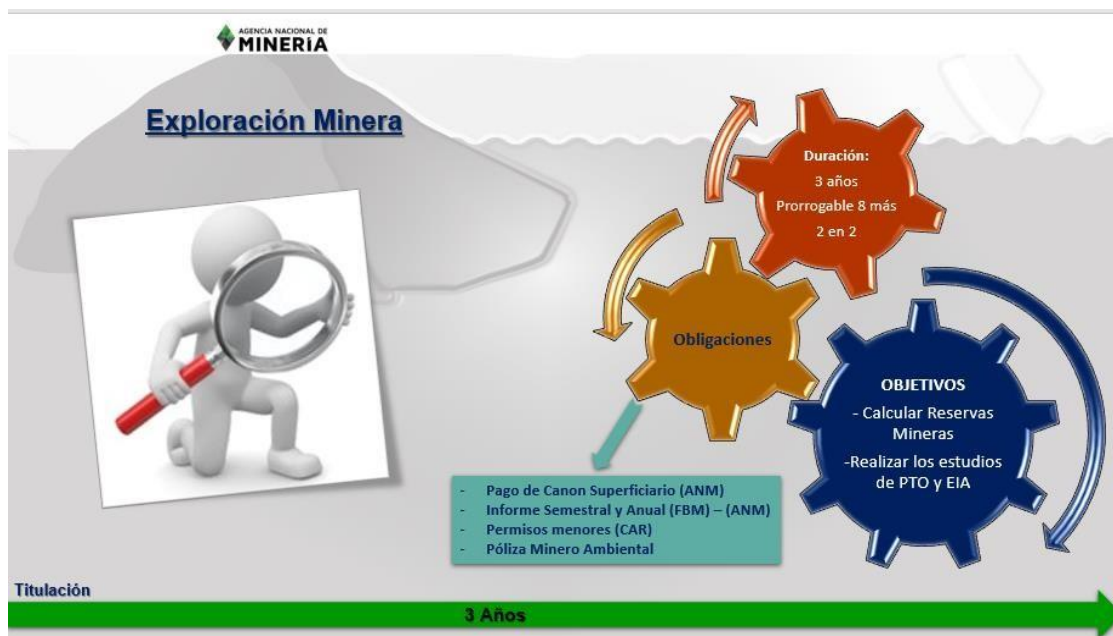 AGENCIA NACIONAL DE
MINERÍA
Exploración Minera
Duración:
3 años
Prorrogable 8 más
2 en 2
Obligaciones
OBJETIVOS
- Calcular Reservas
Mineras
-Realizar los estudios
de PTO y EIA
- Pago de Canon Superficiario (ANM)
- Informe Semestral y Anual (FBM) – (ANM)
- Permisos menores (CAR)
- Póliza Minero Ambiental
Titulación
3 Años